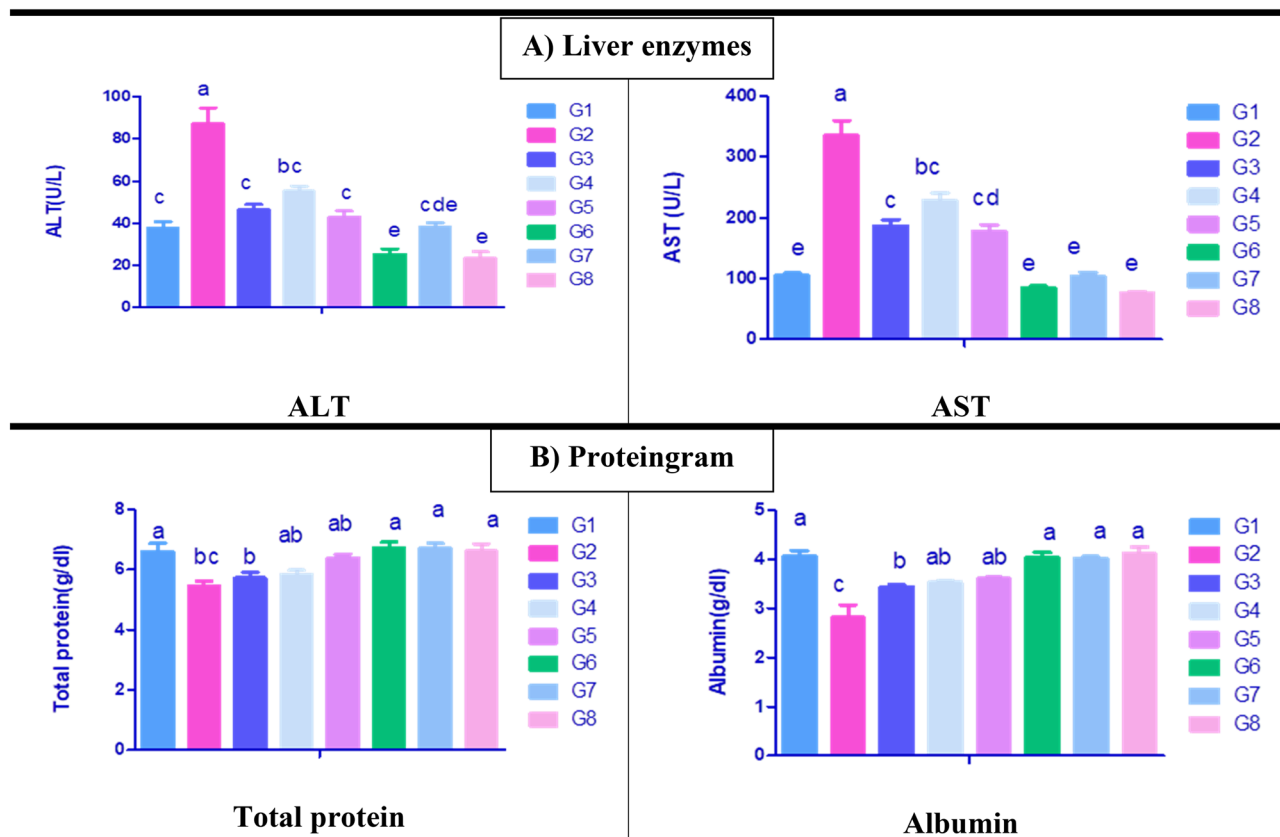 A) Liver enzymes
ALT(U/L)
100
80
60
40
20
0
c
a
c
bc
c
e
cde
e
G1
G2
G3
G4
G5
G6
G7
G8
ALT
AST (U/L)
400
300
200
100
0
e
a
c
bc
cd
e
e
e
G1
G2
G3
G4
G5
G6
G7
G8
AST
B) Proteingram
Total protein(g/dl)
8
6
4
2
0
a
bc
b
ab
ab
a
a
a
G1
G2
G3
G4
G5
G6
G7
G8
Total protein
Albumin(g/dl)
5
4
3
2
1
0
a
c
b
ab
ab
a
a
a
G1
G2
G3
G4
G5
G6
G7
G8
Albumin